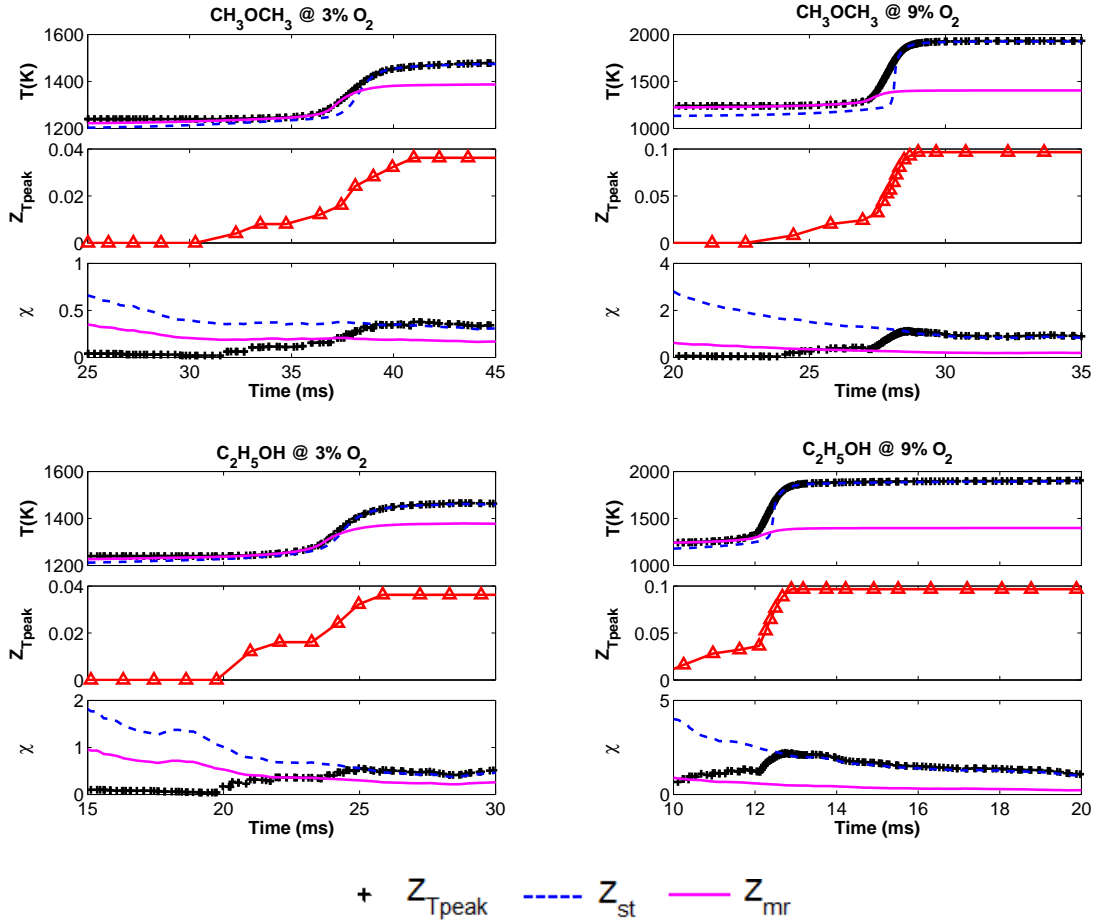 CH3OCH3 @ 3% O2
T(K)
1600
1400
1200
ZTpeak
0.04
0.02
0
χ
1
0.5
0
25 30 35 40 45
Time (ms)
CH3OCH3 @ 9% O2
T(K)
2000
1500
1000
ZTpeak
0.1
0.05
0
χ
4
2
0
20 25 30 35
Time (ms)
C2H5OH @ 3% O2
T(K)
1600
1400
1200
ZTpeak
0.04
0.02
0
χ
2
1
0
15 20 25 30
Time (ms)
C2H5OH @ 9% O2
T(K)
2000
1500
1000
ZTpeak
0.1
0.05
0
χ
5
0
10 12 14 16 18 20
Time (ms)
ZTpeak Zst Zmr